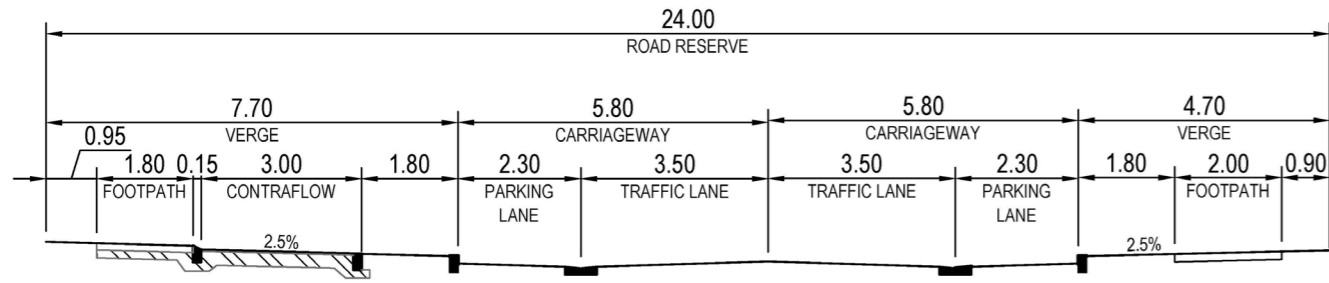 24.00
ROAD RESERVE
7.70
VERGE
5.80
CARRIAGEWAY
5.80
CARRIAGEWAY
4.70
VERGE
0.95
1.80
FOOTPATH
0.15
3.00
CONTRAFLOW
1.80
2.30
PARKING
LANE
3.50
TRAFFIC LANE
3.50
TRAFFIC LANE
2.30
PARKING
LANE
1.80
2.00
FOOTPATH
0.90
2.5%
2.5%